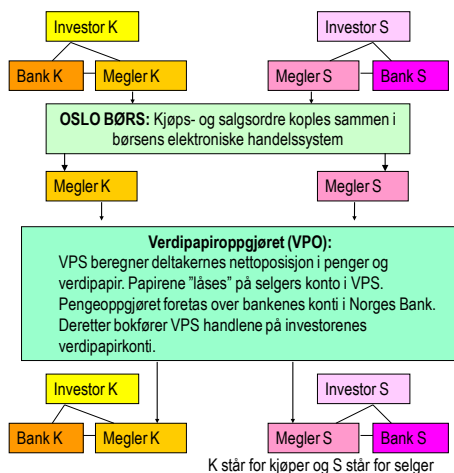 Investor K
Investor S
Bank K
Megler K
Megler S
Bank S
OSLO BØRS: Kjøps- og salgsordre koples sammen i
børsens elektroniske handelssystem
Megler K
Megler S
Verdipapiroppgjøret (VPO):
VPS beregner deltakernes nettoposisjon i penger og
verdipapir. Papirene ”låses” på selgers konto i VPS.
Pengeoppgjøret foretas over bankenes konti i Norges Bank.
Deretter bokfører VPS handlene på investorenes
verdipapirkonti.
Investor K
Investor S
Bank K
Megler K
Megler S
Bank S
K står for kjøper og S står for selger